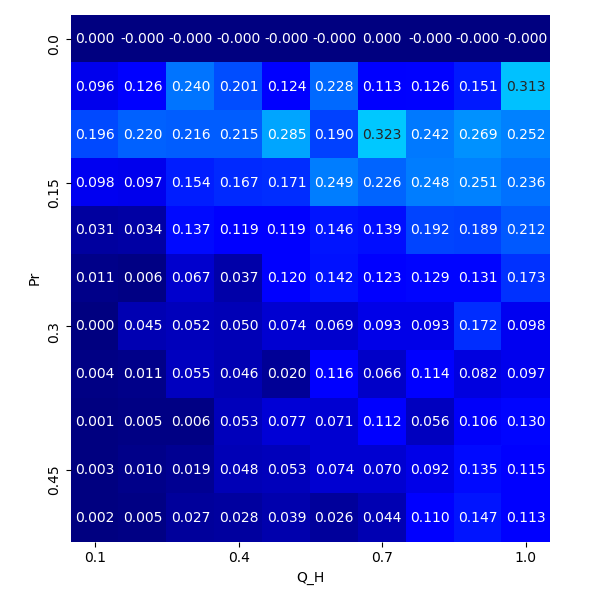 0.0 0.000 -0.000 -0.000 -0.000 -0.000 -0.000 0.000 -0.000 -0.000 -0.000
0.096 0.126 0.240 0.201 0.124 0.228 0.113 0.126 0.151 0.313
0.196 0.220 0.216 0.215 0.285 0.190 0.323 0.242 0.269 0.252
0.15 0.098 0.097 0.154 0.167 0.171 0.249 0.226 0.248 0.251 0.236
0.031 0.034 0.137 0.119 0.119 0.146 0.139 0.192 0.189 0.212
Pr
0.011 0.006 0.067 0.037 0.120 0.142 0.123 0.129 0.131 0.173
0.3 0.000 0.045 0.052 0.050 0.074 0.069 0.093 0.093 0.172 0.098
0.004 0.011 0.055 0.046 0.020 0.116 0.066 0.114 0.082 0.097
0.001 0.005 0.006 0.053 0.077 0.071 0.112 0.056 0.106 0.130
0.45 0.003 0.010 0.019 0.048 0.053 0.074 0.070 0.092 0.135 0.115
0.002 0.005 0.027 0.028 0.039 0.026 0.044 0.110 0.147 0.113
0.1 0.4 0.7 1.0
Q_H